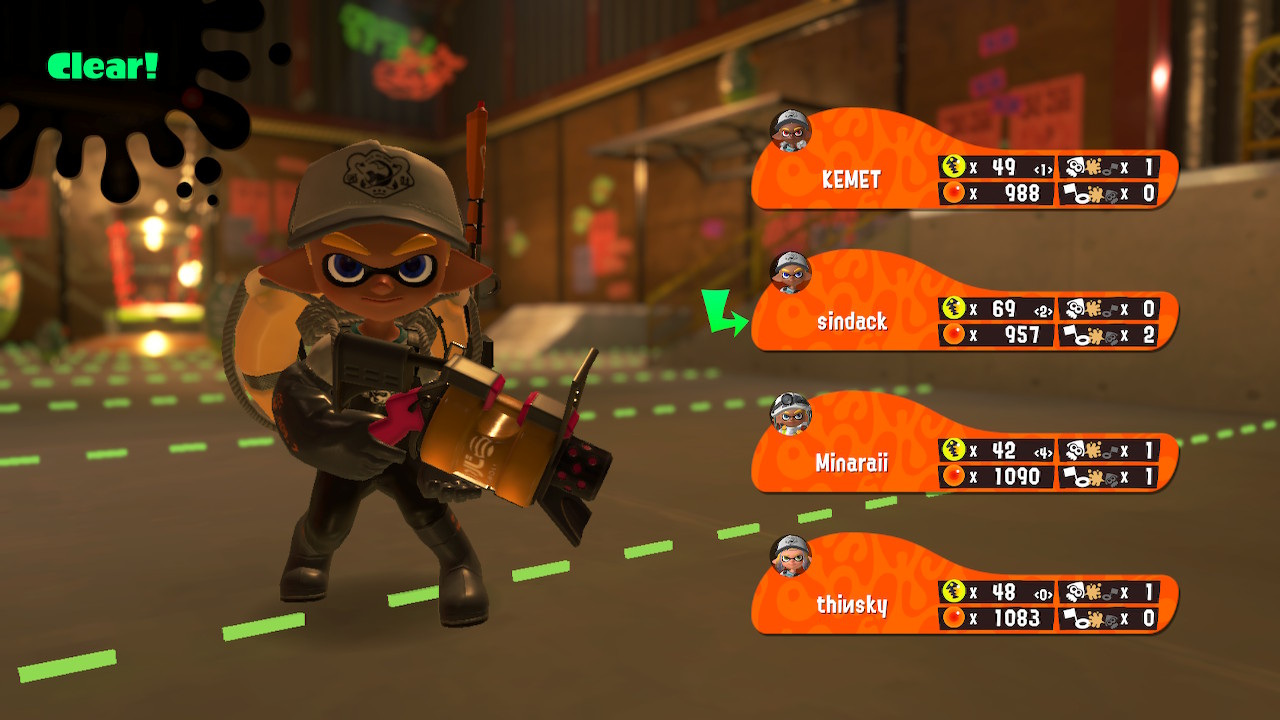 Clear!
KEMET
x 49 <1>
x 1
x 988
x 0
sindack
x 69 <2>
x 0
x 957
x 2
Minaraii
x 42 <4>
x 1
x 1090
x 1
thinsky
x 48 <0>
x 1
x 1083
x 0